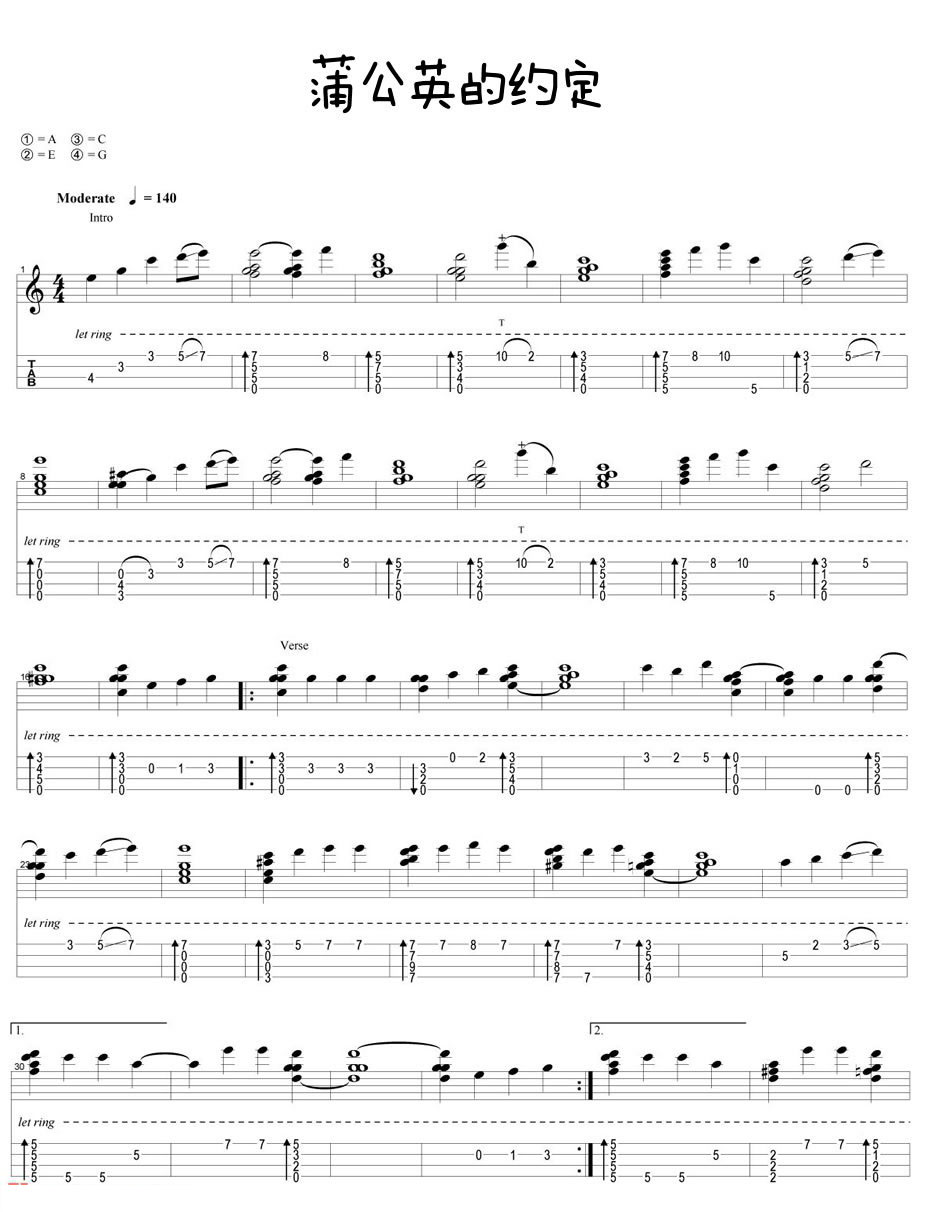 蒲公英的约定
① = A ③ = C
② = E ④ = G
Moderate = 140
Intro
1
4
4
let ring
T
TAB
3 5 7 7 8 5 5 10 2 3 7 8 10 3 5 7
3 5 7 3 5 5 1
4 5 5 4 4 5 2
0 0 0 0 5 5 0
8
let ring
T
7 3 5 7 7 8 5 5 10 2 3 7 8 10 3 5
0 0 3 5 7 3 5 5 1
0 4 5 5 4 4 5 2
0 3 0 0 0 0 5 5 0
Verse
16
let ring
3 3 3 0 2 3 3 2 5 0 5
4 3 0 1 3 3 3 3 3 3 5 1 3
5 0 0 2 4 0 2
0 0 0 0 0 0 0 0 0
23
let ring
3 5 7 7 3 5 7 7 7 7 8 7 7 7 3 2 3 5
0 0 7 7 5 5
0 0 9 8 4
0 3 7 7 7 0
1. 2.
30
let ring
5 7 7 5 5 7 7 5
5 5 3 0 1 3 5 5 2 1
5 2 5 2 2
5 5 5 0 5 5 5 2 0